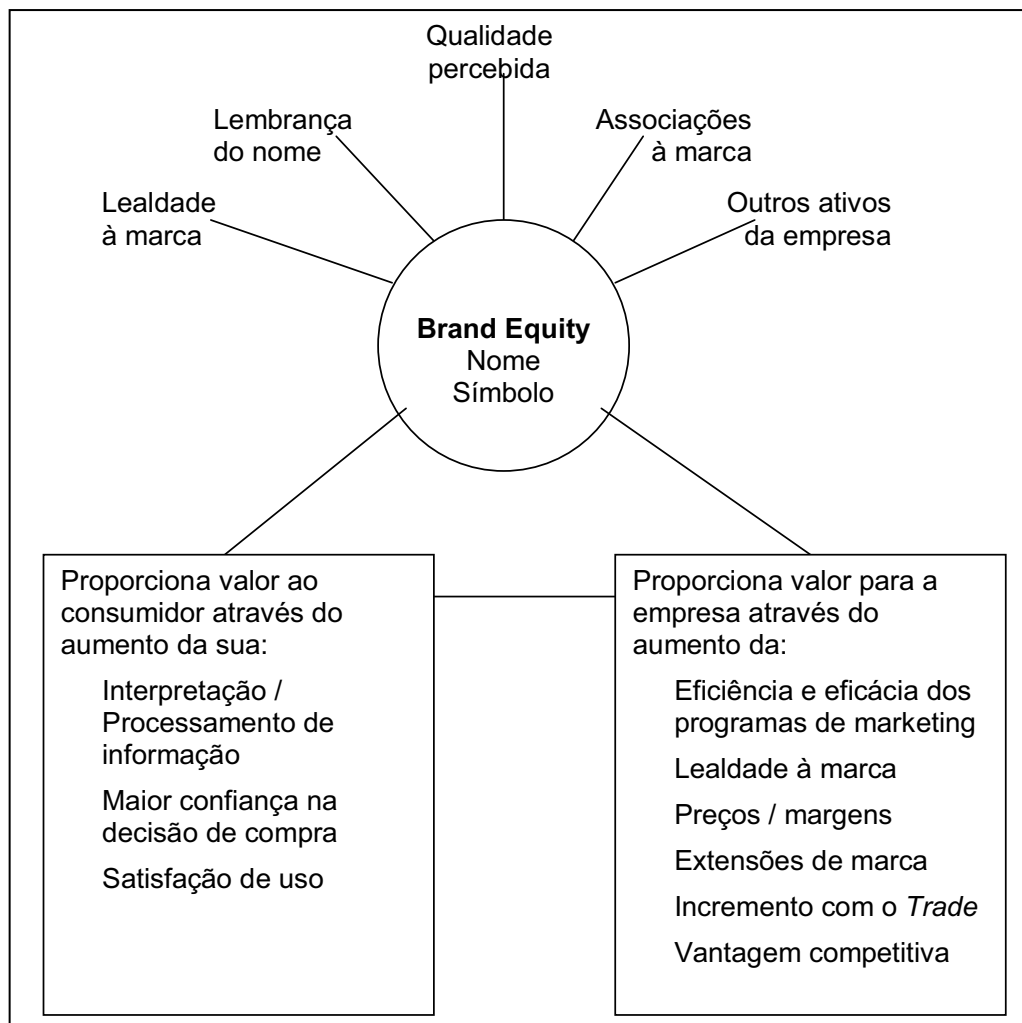 Qualidade
percebida
Lembrança
do nome
Associações
à marca
Lealdade
à marca
Outros ativos
da empresa
Brand Equity
Nome
Símbolo
Proporciona valor ao
consumidor através do
aumento da sua:
Interpretação /
Processamento de
informação
Maior confiança na
decisão de compra
Satisfação de uso
Proporciona valor para a
empresa através do
aumento da:
Eficiência e eficácia dos
programas de marketing
Lealdade à marca
Preços / margens
Extensões de marca
Incremento com o Trade
Vantagem competitiva